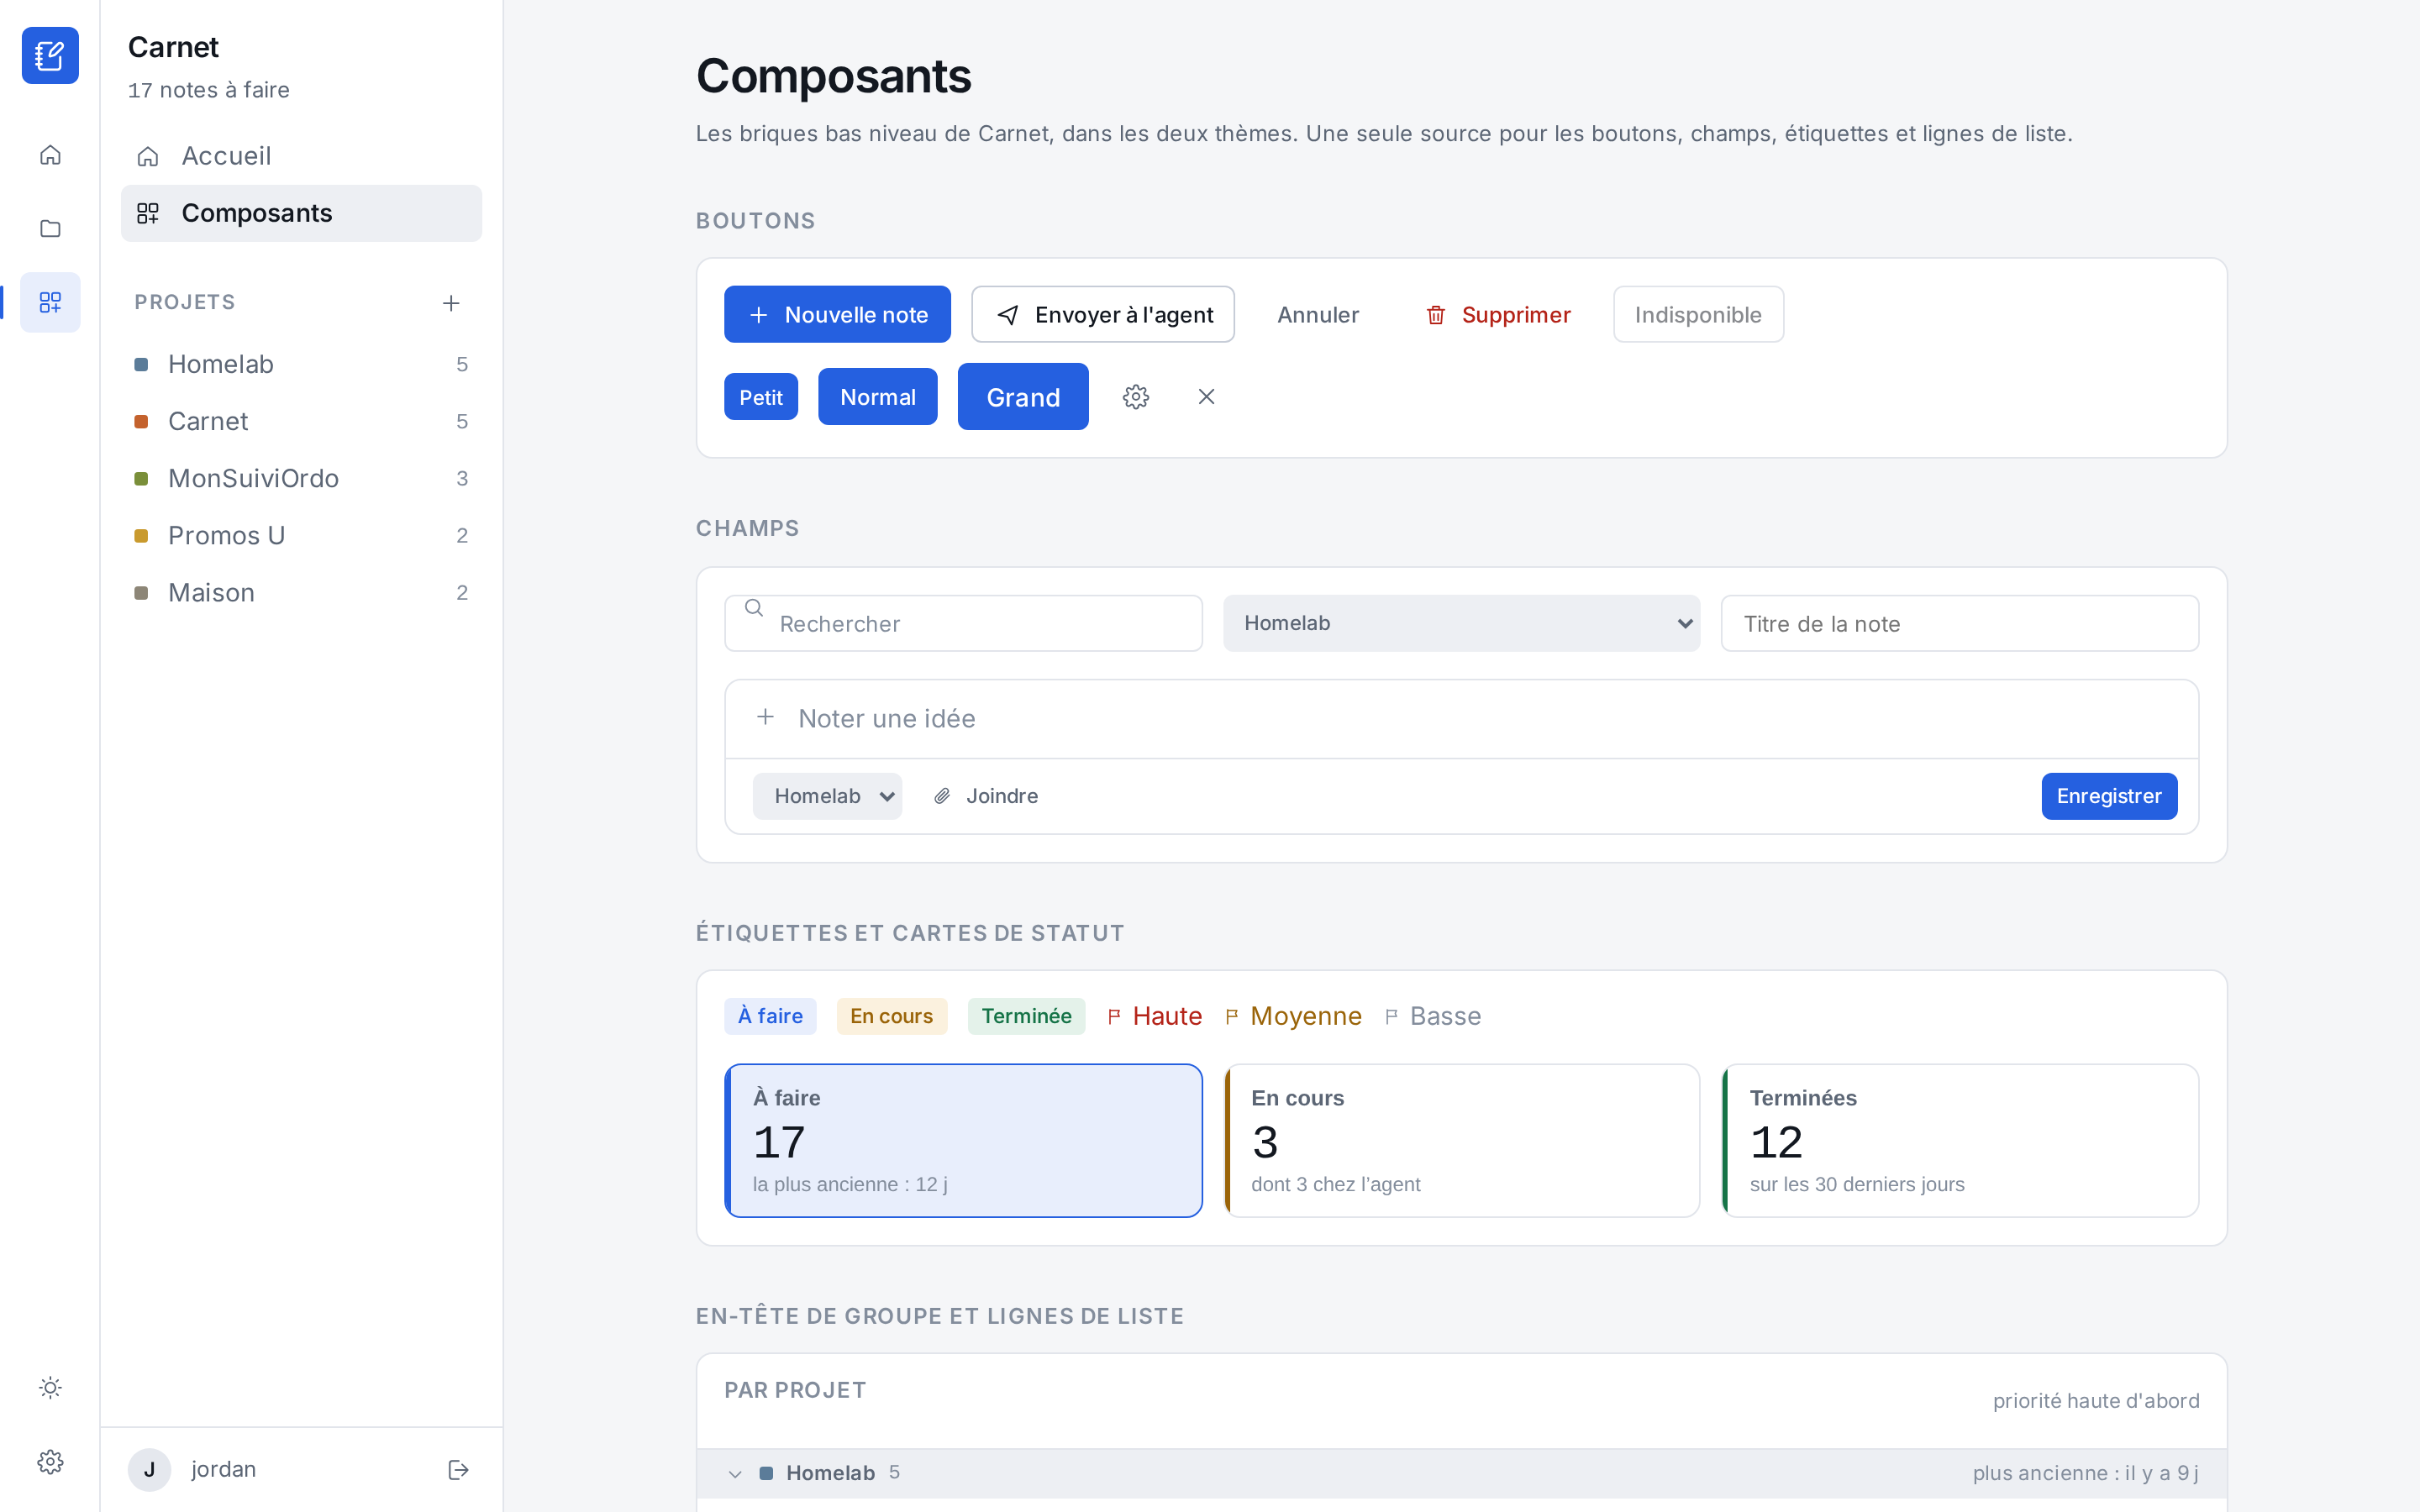 Carnet
17 notes à faire
Accueil
Composants
PROJETS
Homelab 5
Carnet 5
MonSuiviOrdo 3
Promos U 2
Maison 2
J jordan
Composants
Les briques bas niveau de Carnet, dans les deux thèmes. Une seule source pour les boutons, champs, étiquettes et lignes de liste.
BOUTONS
Nouvelle note Envoyer à l'agent Annuler Supprimer Indisponible
Petit Normal Grand
CHAMPS
Rechercher Homelab Titre de la note
Noter une idée
Homelab Joindre Enregistrer
ÉTIQUETTES ET CARTES DE STATUT
À faire En cours Terminée Haute Moyenne Basse
À faire En cours Terminées
17 3 12
la plus ancienne : 12 j dont 3 chez l’agent sur les 30 derniers jours
EN-TÊTE DE GROUPE ET LIGNES DE LISTE
PAR PROJET priorité haute d'abord
Homelab 5 plus ancienne : il y a 9 j